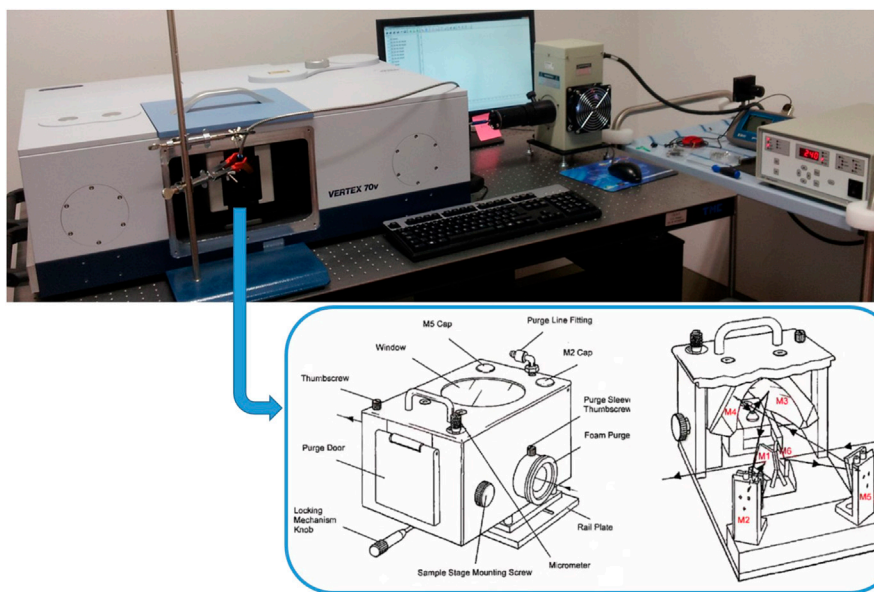 VERTEX 70v
M5 Cap
Purge Line Fitting
Window
M2 Cap
Thumbscrew
Purge Sleeve
Thumbscrew
Purge Door
Foam Purge
Locking
Mechanism
Knob
Rail Plate
Sample Stage Mounting Screw
Micrometer
M4
M3
M1
M6
M2
M5